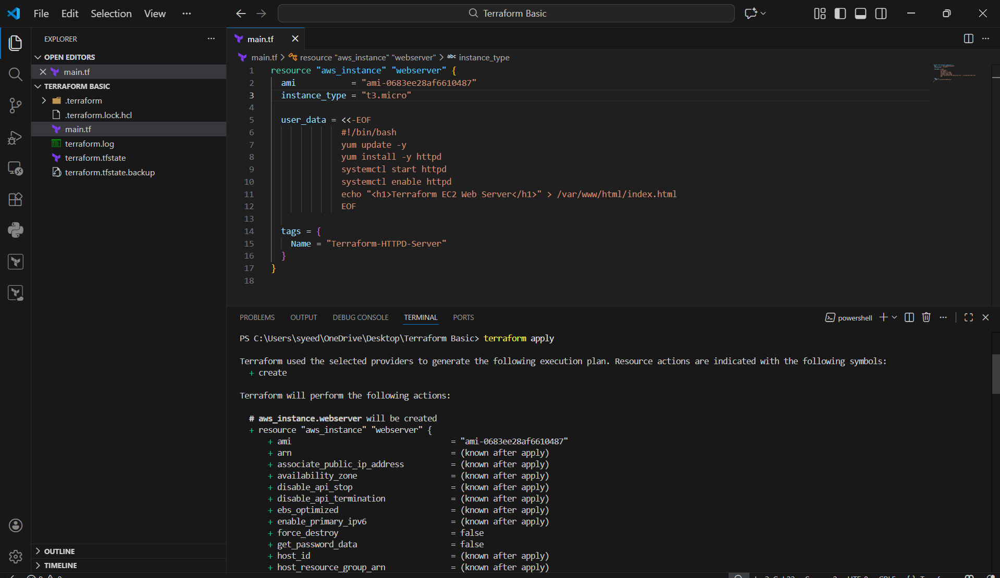 File Edit Selection View ··· Terraform Basic
EXPLORER ···
OPEN EDITORS
main.tf
TERRAFORM BASIC
.terraform
.terraform.lock.hcl
main.tf
terraform.log
terraform.tfstate
terraform.tfstate.backup
OUTLINE
TIMELINE
main.tf
main.tf > resource "aws_instance" "webserver" > abc instance_type
1 resource "aws_instance" "webserver" {
2 ami = "ami-0683ee28af6610487"
3 instance_type = "t3.micro"
4
5 user_data = <<-EOF
6 #!/bin/bash
7 yum update -y
8 yum install -y httpd
9 systemctl start httpd
10 systemctl enable httpd
11 echo "<h1>Terraform EC2 Web Server</h1>" > /var/www/html/index.html
12 EOF
13
14 tags = {
15 Name = "Terraform-HTTPD-Server"
16 }
17 }
18
PROBLEMS OUTPUT DEBUG CONSOLE TERMINAL PORTS powershell
PS C:\Users\syeed\OneDrive\Desktop\Terraform Basic> terraform apply
Terraform used the selected providers to generate the following execution plan. Resource actions are indicated with the following symbols:
+ create
Terraform will perform the following actions:
# aws_instance.webserver will be created
+ resource "aws_instance" "webserver" {
+ ami = "ami-0683ee28af6610487"
+ arn = (known after apply)
+ associate_public_ip_address = (known after apply)
+ availability_zone = (known after apply)
+ disable_api_stop = (known after apply)
+ disable_api_termination = (known after apply)
+ ebs_optimized = (known after apply)
+ enable_primary_ipv6 = (known after apply)
+ force_destroy = false
+ get_password_data = false
+ host_id = (known after apply)
+ host_resource_group_arn = (known after apply)